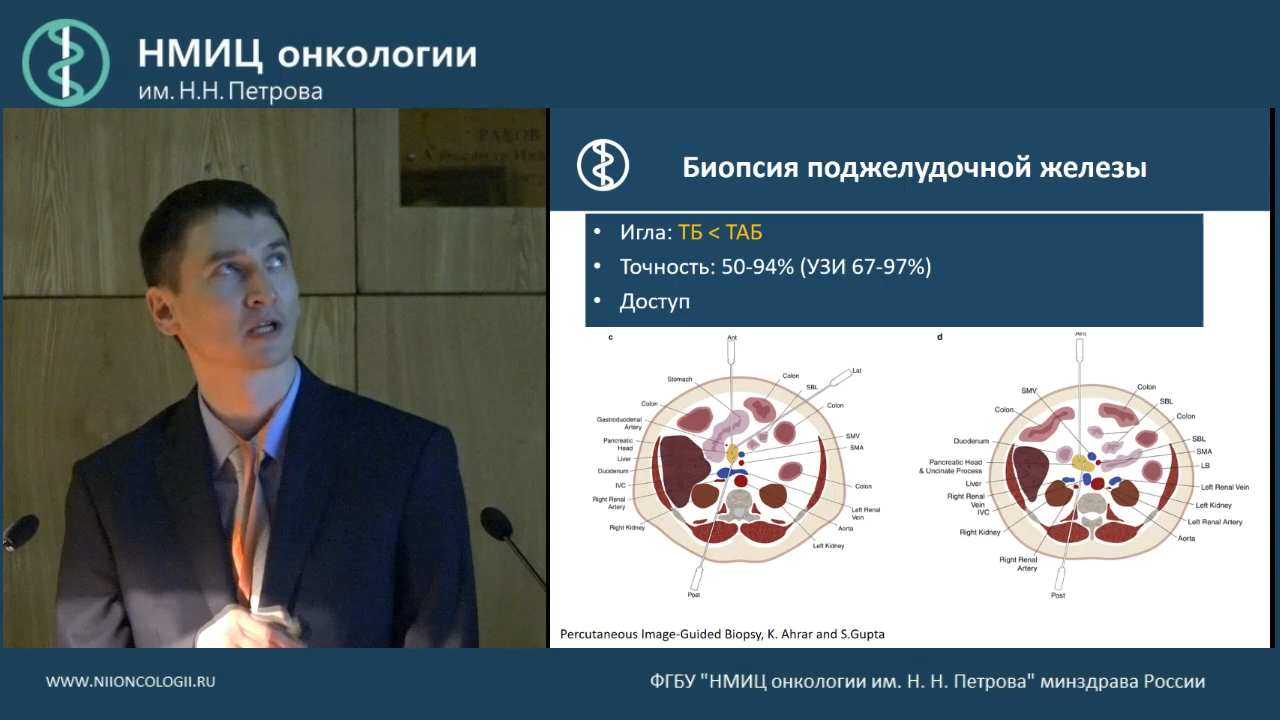 НМИЦ онкологии
им. Н.Н. Петрова
Биопсия поджелудочной железы
• Игла: ТБ < ТАБ
• Точность: 50-94% (УЗИ 67-97%)
• Доступ
c
Ant
Lat
Stomach
Colon
SBL
Colon
Colon
Gastroduodenal
Artery
SMV
Pancreatic
Head
SMA
Liver
Duodenum
IVC
Colon
Right Renal
Artery
Left Renal
Vein
Right Kidney
Aorta
Left Kidney
Post
d
Ant
SMV
Colon
SBL
Colon
Colon
Duodenum
SBL
SMA
Pancreatic Head
& Uncinate Process
LB
Liver
Left Renal Vein
Right Renal
Vein
IVC
Left Kidney
Right Kidney
Left Renal Artery
Aorta
Right Renal
Artery
Post
Percutaneous Image-Guided Biopsy, K. Ahrar and S.Gupta
WWW.NIIONCOLOGII.RU
ФГБУ "НМИЦ онкологии им. Н. Н. Петрова" минздрава России